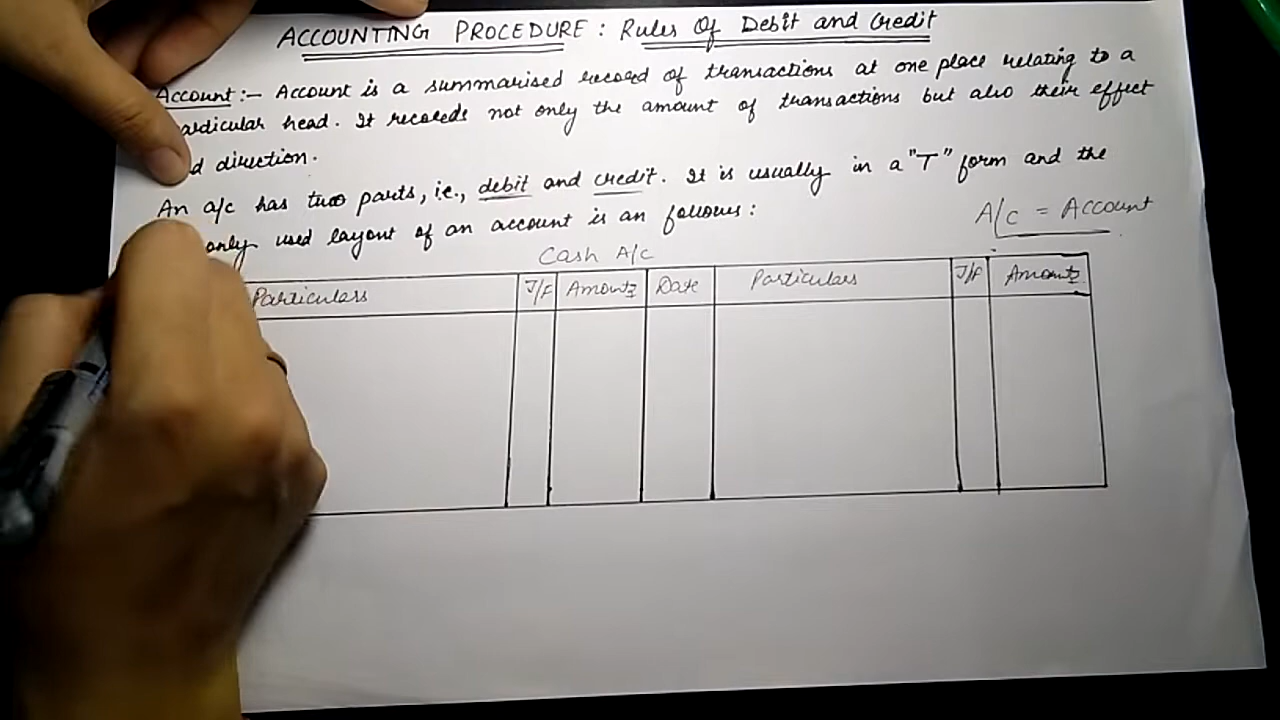 ACCOUNTING PROCEDURE : Rules Of Debit and Credit
Account :- Account is a summarised record of transactions at one place relating to a
head. It records not only the amount of transactions but also their effect
direction.
An a/c has two parts, i.e., debit and credit. It is usually in a "T" form and the
used layout of an account is an follows :
A/c = Account
Cash A/c
Particulars J/F Amount Date Particulars J/F Amount